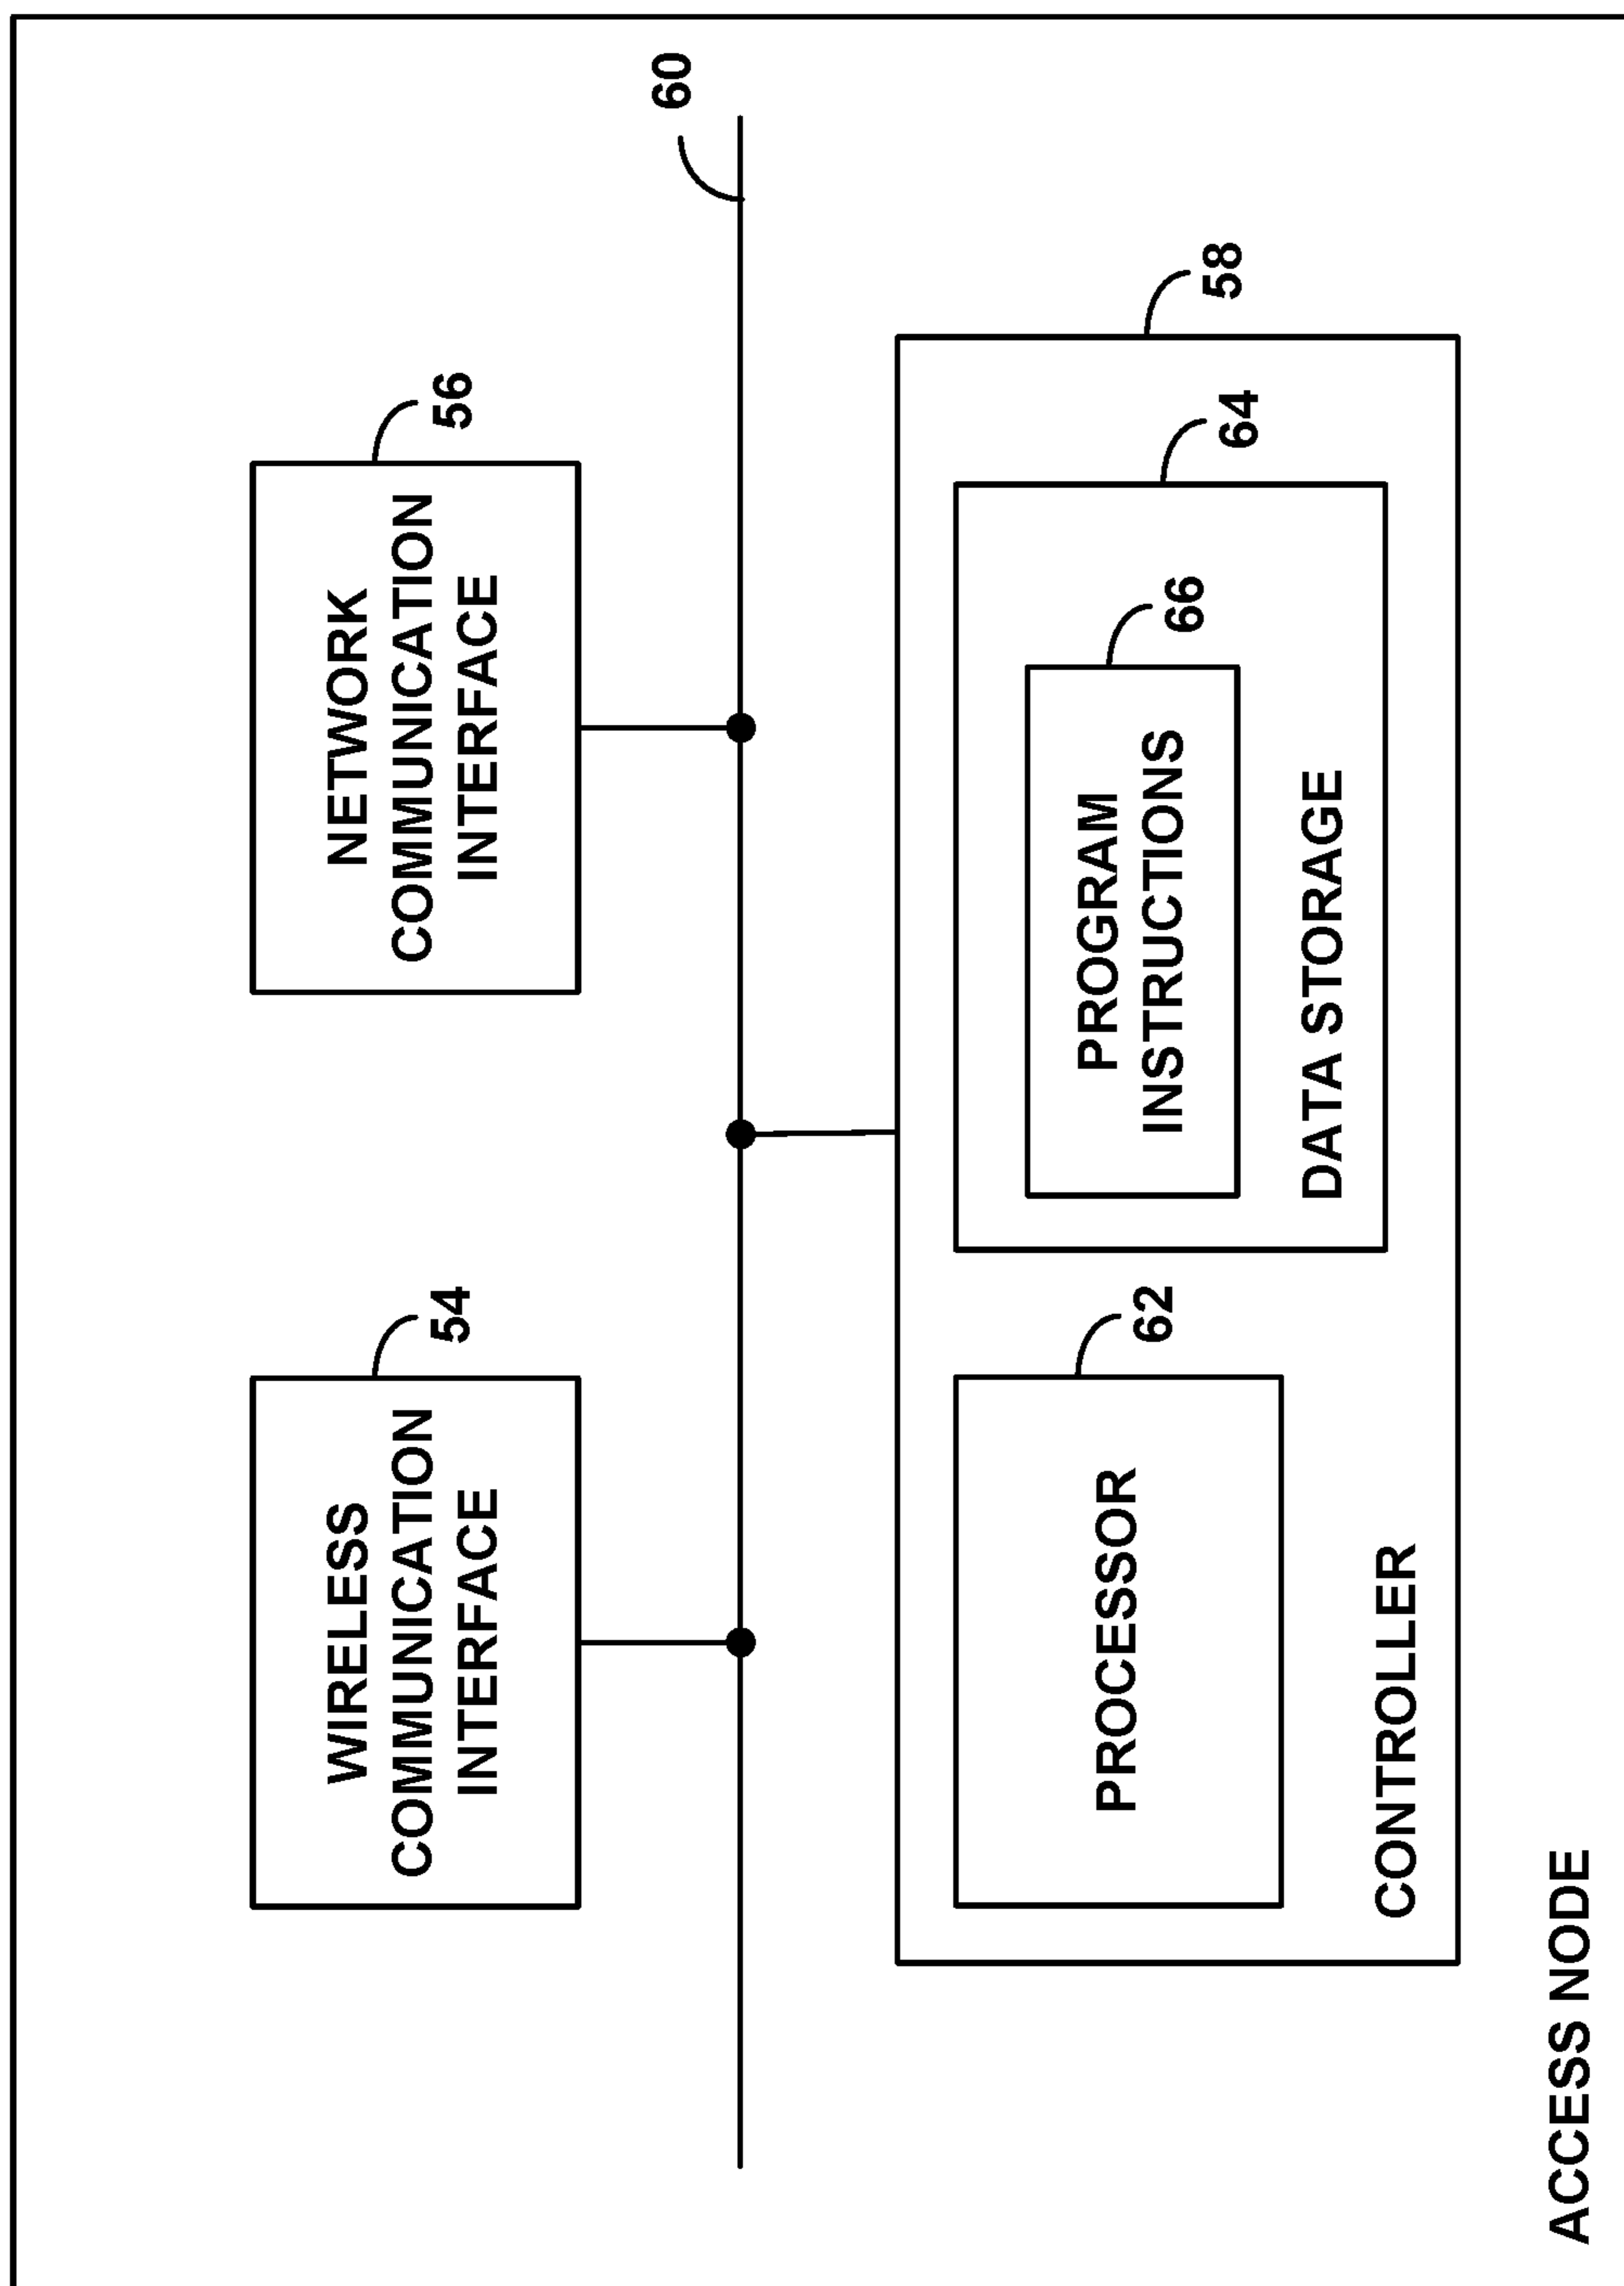 WIRELESS
COMMUNICATION
INTERFACE
54
NETWORK
COMMUNICATION
INTERFACE
56
60
PROCESSOR
62
PROGRAM
INSTRUCTIONS
66
DATA STORAGE
64
CONTROLLER
58
ACCESS NODE